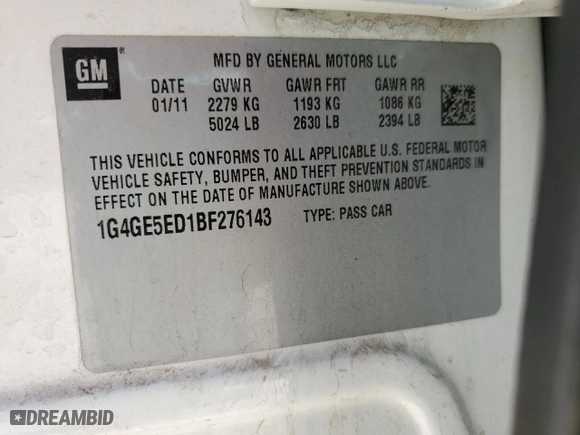 GM
MFD BY GENERAL MOTORS LLC
DATE GVWR GAWR FRT GAWR RR
01/11 2279 KG 1193 KG 1086 KG
5024 LB 2630 LB 2394 LB
THIS VEHICLE CONFORMS TO ALL APPLICABLE U.S. FEDERAL MOTOR
VEHICLE SAFETY, BUMPER, AND THEFT PREVENTION STANDARDS IN
EFFECT ON THE DATE OF MANUFACTURE SHOWN ABOVE.
1G4GE5ED1BF276143 TYPE: PASS CAR
DREAMBID